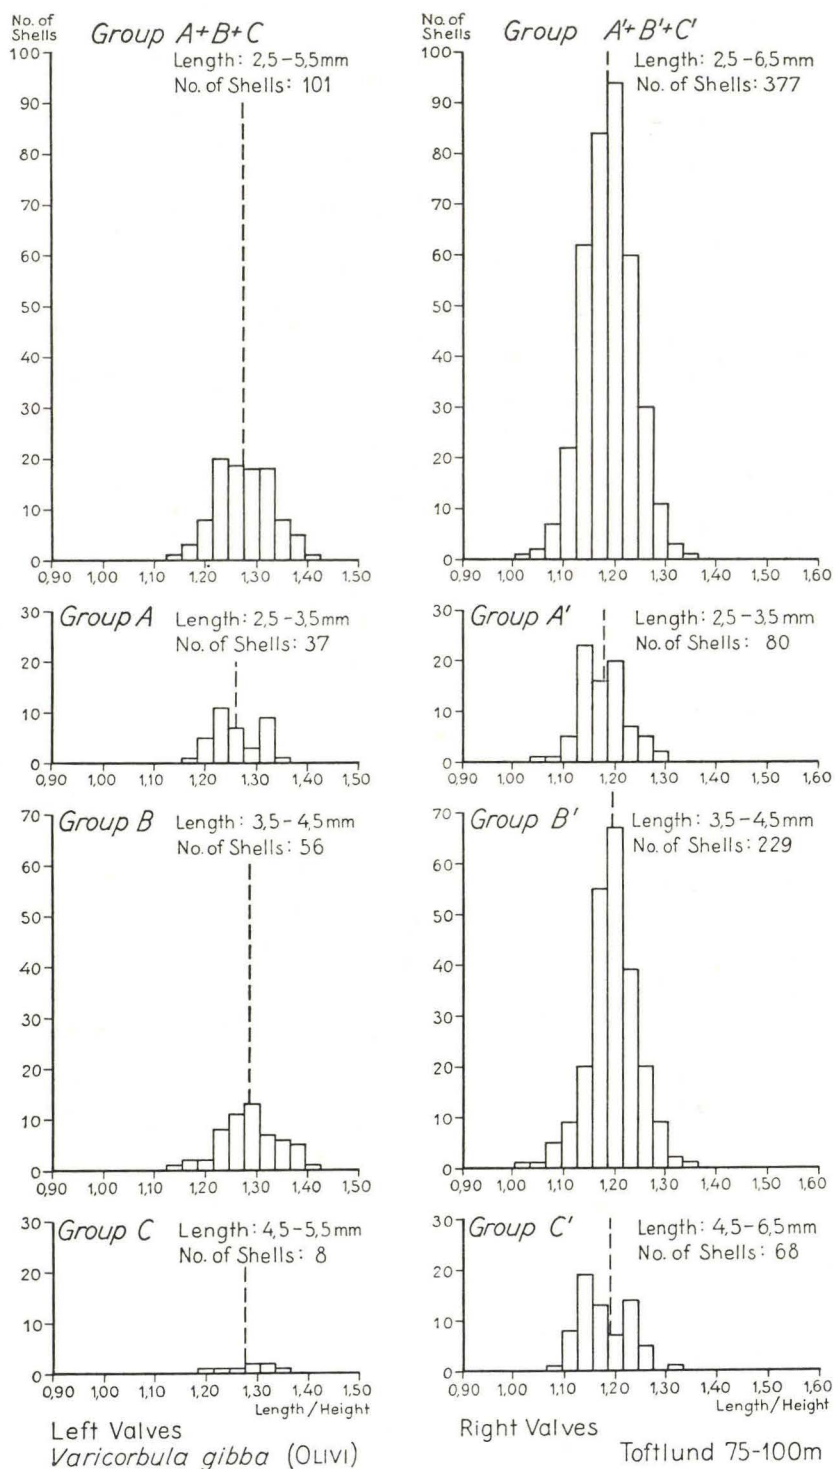 No. of
Shells
Group A+B+C
Length: 2,5-5,5mm
No. of Shells: 101
100
90
80
70
60
50
40
30
20
10
0
0,90 1,00 1,10 1,20 1,30 1,40 1,50
Group A
Length: 2,5-3,5mm
No. of Shells: 37
30
20
10
0
0,90 1,00 1,10 1,20 1,30 1,40 1,50
Group B
Length: 3,5-4,5mm
No. of Shells: 56
70
60
50
40
30
20
10
0
0,90 1,00 1,10 1,20 1,30 1,40 1,50
Group C
Length: 4,5-5,5mm
No. of Shells: 8
30
20
10
0
0,90 1,00 1,10 1,20 1,30 1,40 1,50
Length/Height
Left Valves
Varicorbula gibba (OLIVI)
No. of
Shells
Group A'+B'+C'
Length: 2,5-6,5mm
No. of Shells: 377
100
90
80
70
60
50
40
30
20
10
0
0,90 1,00 1,10 1,20 1,30 1,40 1,50 1,60
Group A'
Length: 2,5-3,5mm
No. of Shells: 80
30
20
10
0
0,90 1,00 1,10 1,20 1,30 1,40 1,50 1,60
Group B'
Length: 3,5-4,5mm
No. of Shells: 229
70
60
50
40
30
20
10
0
0,90 1,00 1,10 1,20 1,30 1,40 1,50 1,60
Group C'
Length: 4,5-6,5mm
No. of Shells: 68
30
20
10
0
0,90 1,00 1,10 1,20 1,30 1,40 1,50 1,60
Length/Height
Right Valves
Toftlund 75-100m